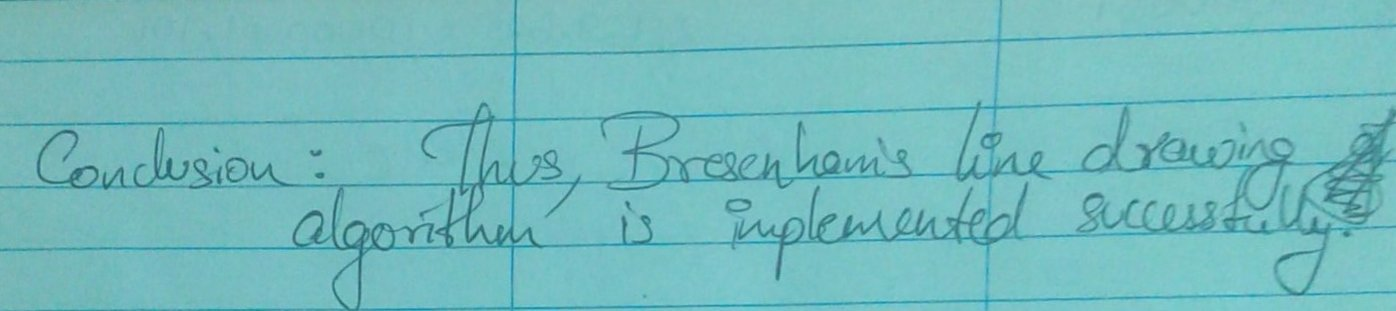 Conclusion: Thus, Bresenham's line drawing
algorithm is implemented successfully.